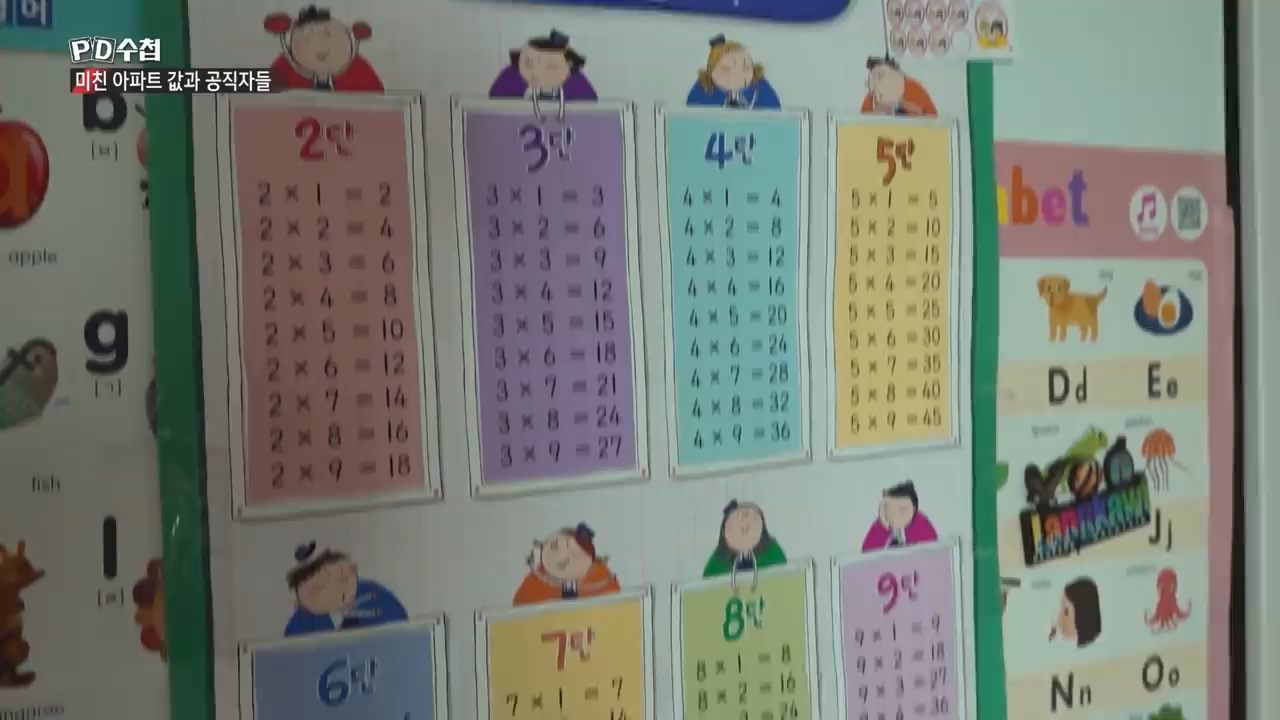 PD수첩
미친 아파트 값과 공직자들
2단
2 × 1 = 2
2 × 2 = 4
2 × 3 = 6
2 × 4 = 8
2 × 5 = 10
2 × 6 = 12
2 × 7 = 14
2 × 8 = 16
2 × 9 = 18
3단
3 × 1 = 3
3 × 2 = 6
3 × 3 = 9
3 × 4 = 12
3 × 5 = 15
3 × 6 = 18
3 × 7 = 21
3 × 8 = 24
3 × 9 = 27
4단
4 × 1 = 4
4 × 2 = 8
4 × 3 = 12
4 × 4 = 16
4 × 5 = 20
4 × 6 = 24
4 × 7 = 28
4 × 8 = 32
4 × 9 = 36
5단
5 × 1 = 5
5 × 2 = 10
5 × 3 = 15
5 × 4 = 20
5 × 5 = 25
5 × 6 = 30
5 × 7 = 35
5 × 8 = 40
5 × 9 = 45
6단
7단
7 × 1 = 7
14
8단
8 × 1 = 8
8 × 2 = 16
24
9단
9 × 1 = 9
9 × 2 = 18
9 × 3 = 27
9 × 4 = 36
b
[ㅂ]
apple
g
[ㄱ]
fish
l
[ㄹ]
bet
Dd
Ee
Langkawi
Jj
Nn
Oo